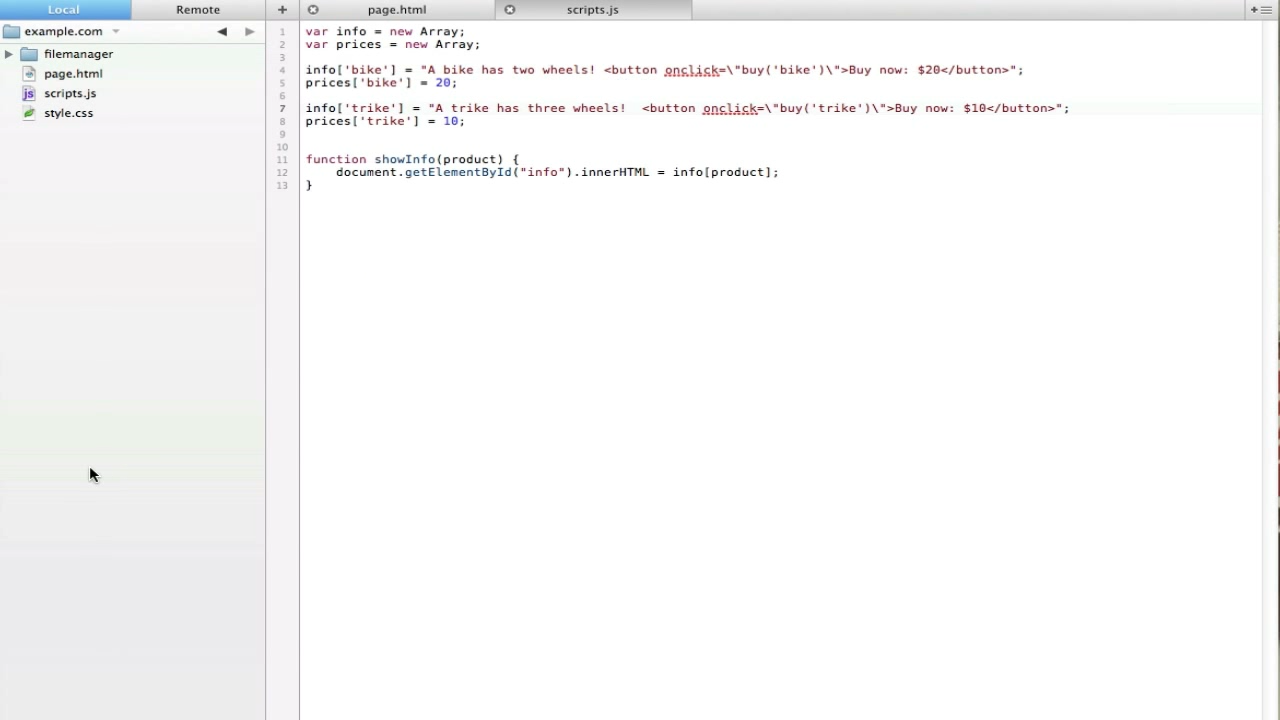 Local
Remote
page.html
scripts.js
example.com
filemanager
page.html
scripts.js
style.css
1 var info = new Array;
2 var prices = new Array;
3
4 info['bike'] = "A bike has two wheels! <button onclick=\"buy('bike')\">Buy now: $20</button>";
5 prices['bike'] = 20;
6
7 info['trike'] = "A trike has three wheels!  <button onclick=\"buy('trike')\">Buy now: $10</button>";
8 prices['trike'] = 10;
9
10
11 function showInfo(product) {
12     document.getElementById("info").innerHTML = info[product];
13 }